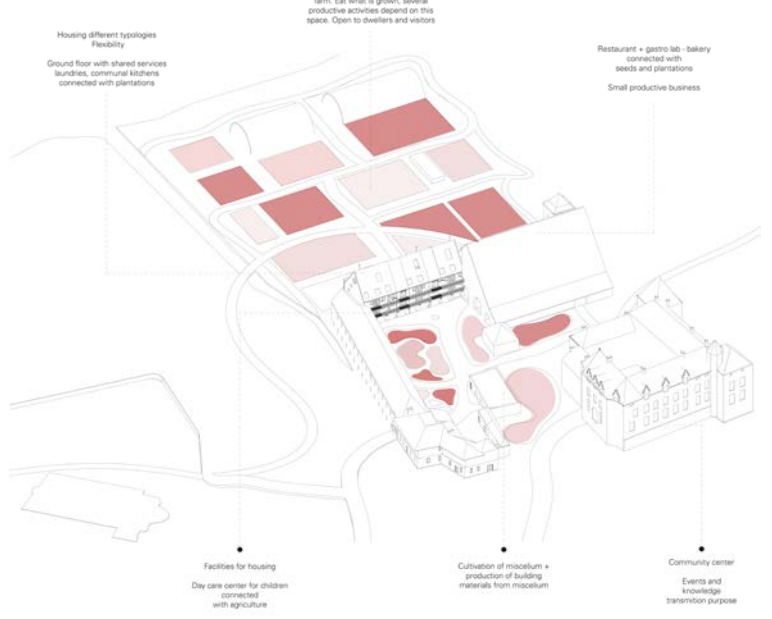 farm. Eat what is grown, several
productive activities depend on this
space. Open to dwellers and visitors
Housing different typologies
Flexibility
Ground floor with shared services
laundries, communal kitchens
connected with plantations
Restaurant + gastro lab - bakery
connected with
seeds and plantations
Small productive business
Facilities for housing
Day care center for children
connected
with agriculture
Cultivation of miscelium +
production of building
materials from miscelium
Community center
Events and
knowledge
transmition purpose